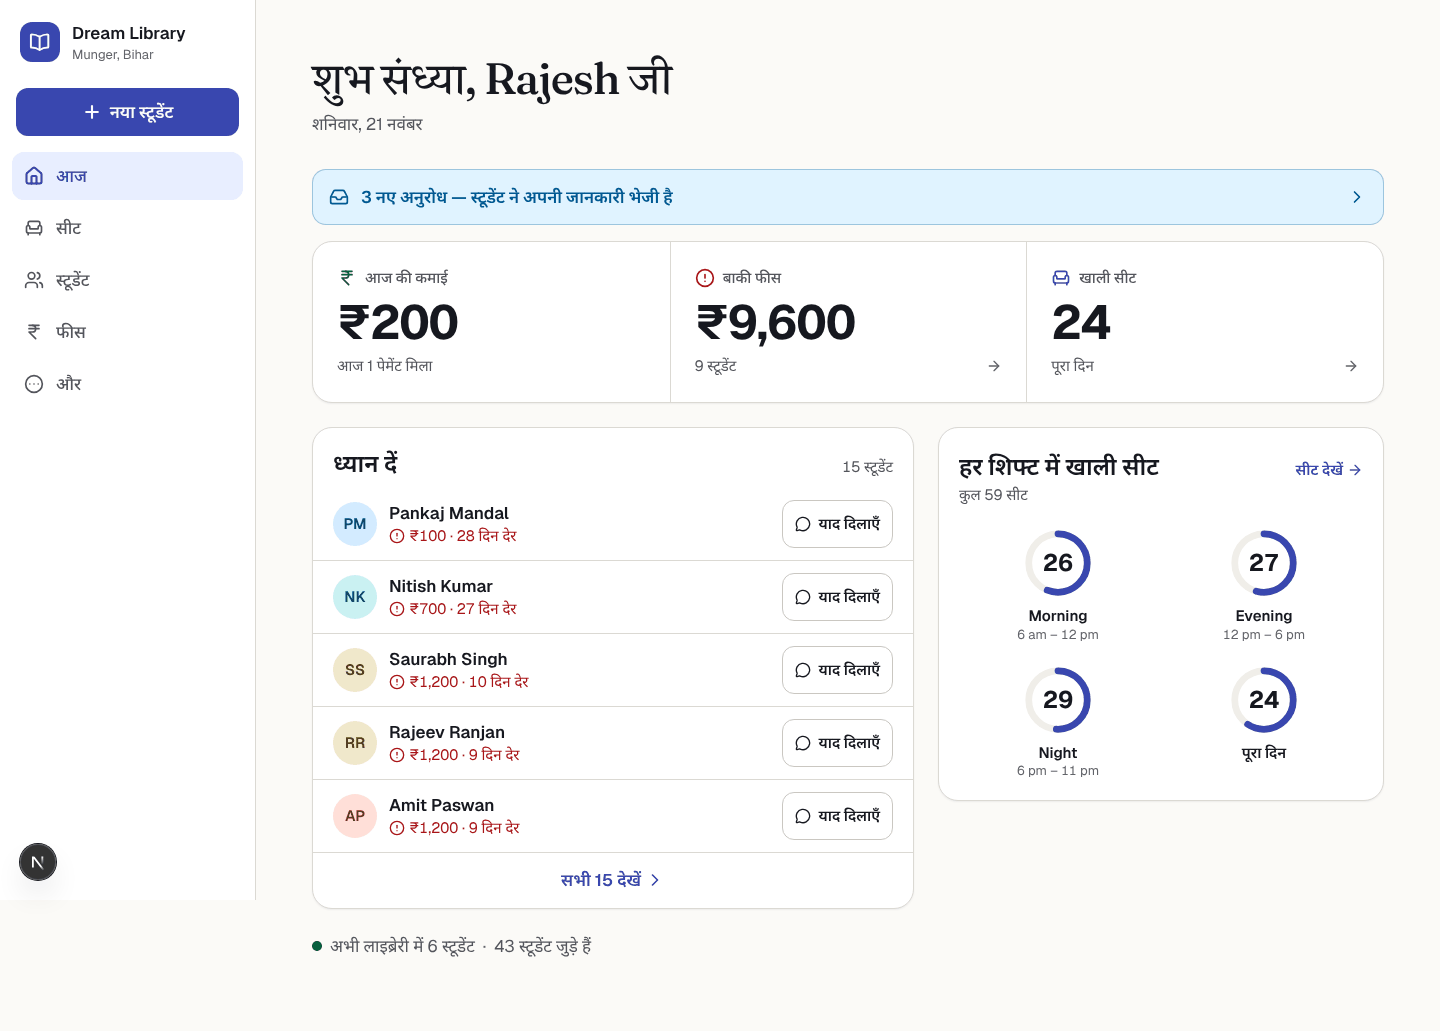 Dream Library
Munger, Bihar
नया स्टूडेंट
आज
सीट
स्टूडेंट
फीस
और
शुभ संध्या, Rajesh जी
शनिवार, 21 नवंबर
3 नए अनुरोध — स्टूडेंट ने अपनी जानकारी भेजी है
आज की कमाई
₹200
आज 1 पेमेंट मिला
बाकी फीस
₹9,600
9 स्टूडेंट
खाली सीट
24
पूरा दिन
ध्यान दें
15 स्टूडेंट
PM
Pankaj Mandal
₹100 · 28 दिन देर
याद दिलाएँ
NK
Nitish Kumar
₹700 · 27 दिन देर
याद दिलाएँ
SS
Saurabh Singh
₹1,200 · 10 दिन देर
याद दिलाएँ
RR
Rajeev Ranjan
₹1,200 · 9 दिन देर
याद दिलाएँ
AP
Amit Paswan
₹1,200 · 9 दिन देर
याद दिलाएँ
सभी 15 देखें
हर शिफ्ट में खाली सीट
सीट देखें
कुल 59 सीट
26
Morning
6 am – 12 pm
27
Evening
12 pm – 6 pm
29
Night
6 pm – 11 pm
24
पूरा दिन
अभी लाइब्रेरी में 6 स्टूडेंट · 43 स्टूडेंट जुड़े हैं
N